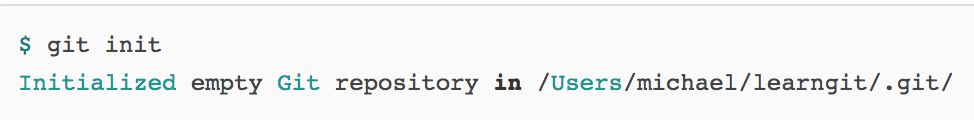 $ git init
Initialized empty Git repository in /Users/michael/learngit/.git/